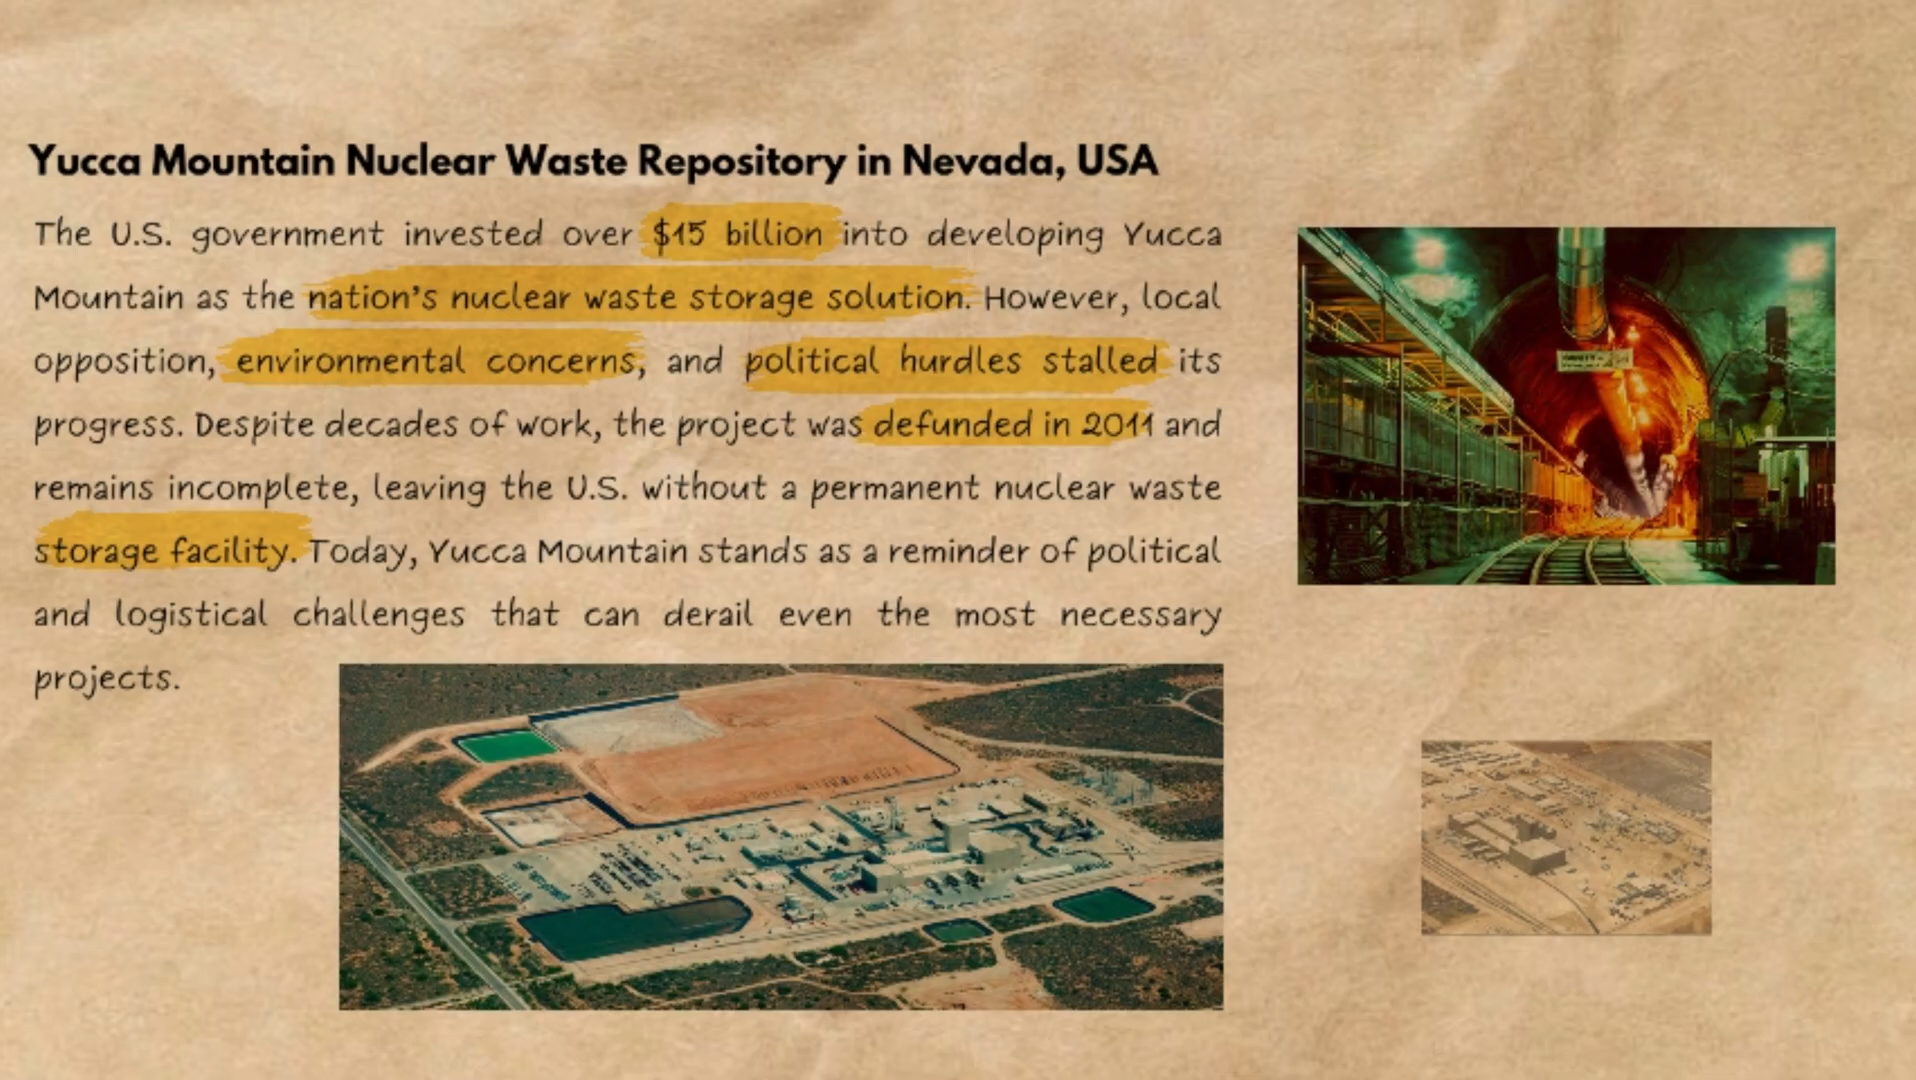 Yucca Mountain Nuclear Waste Repository in Nevada, USA
The U.S. government invested over $15 billion into developing Yucca
Mountain as the nation's nuclear waste storage solution. However, local
opposition, environmental concerns, and political hurdles stalled its
progress. Despite decades of work, the project was defunded in 2011 and
remains incomplete, leaving the U.S. without a permanent nuclear waste
storage facility. Today, Yucca Mountain stands as a reminder of political
and logistical challenges that can derail even the most necessary
projects.